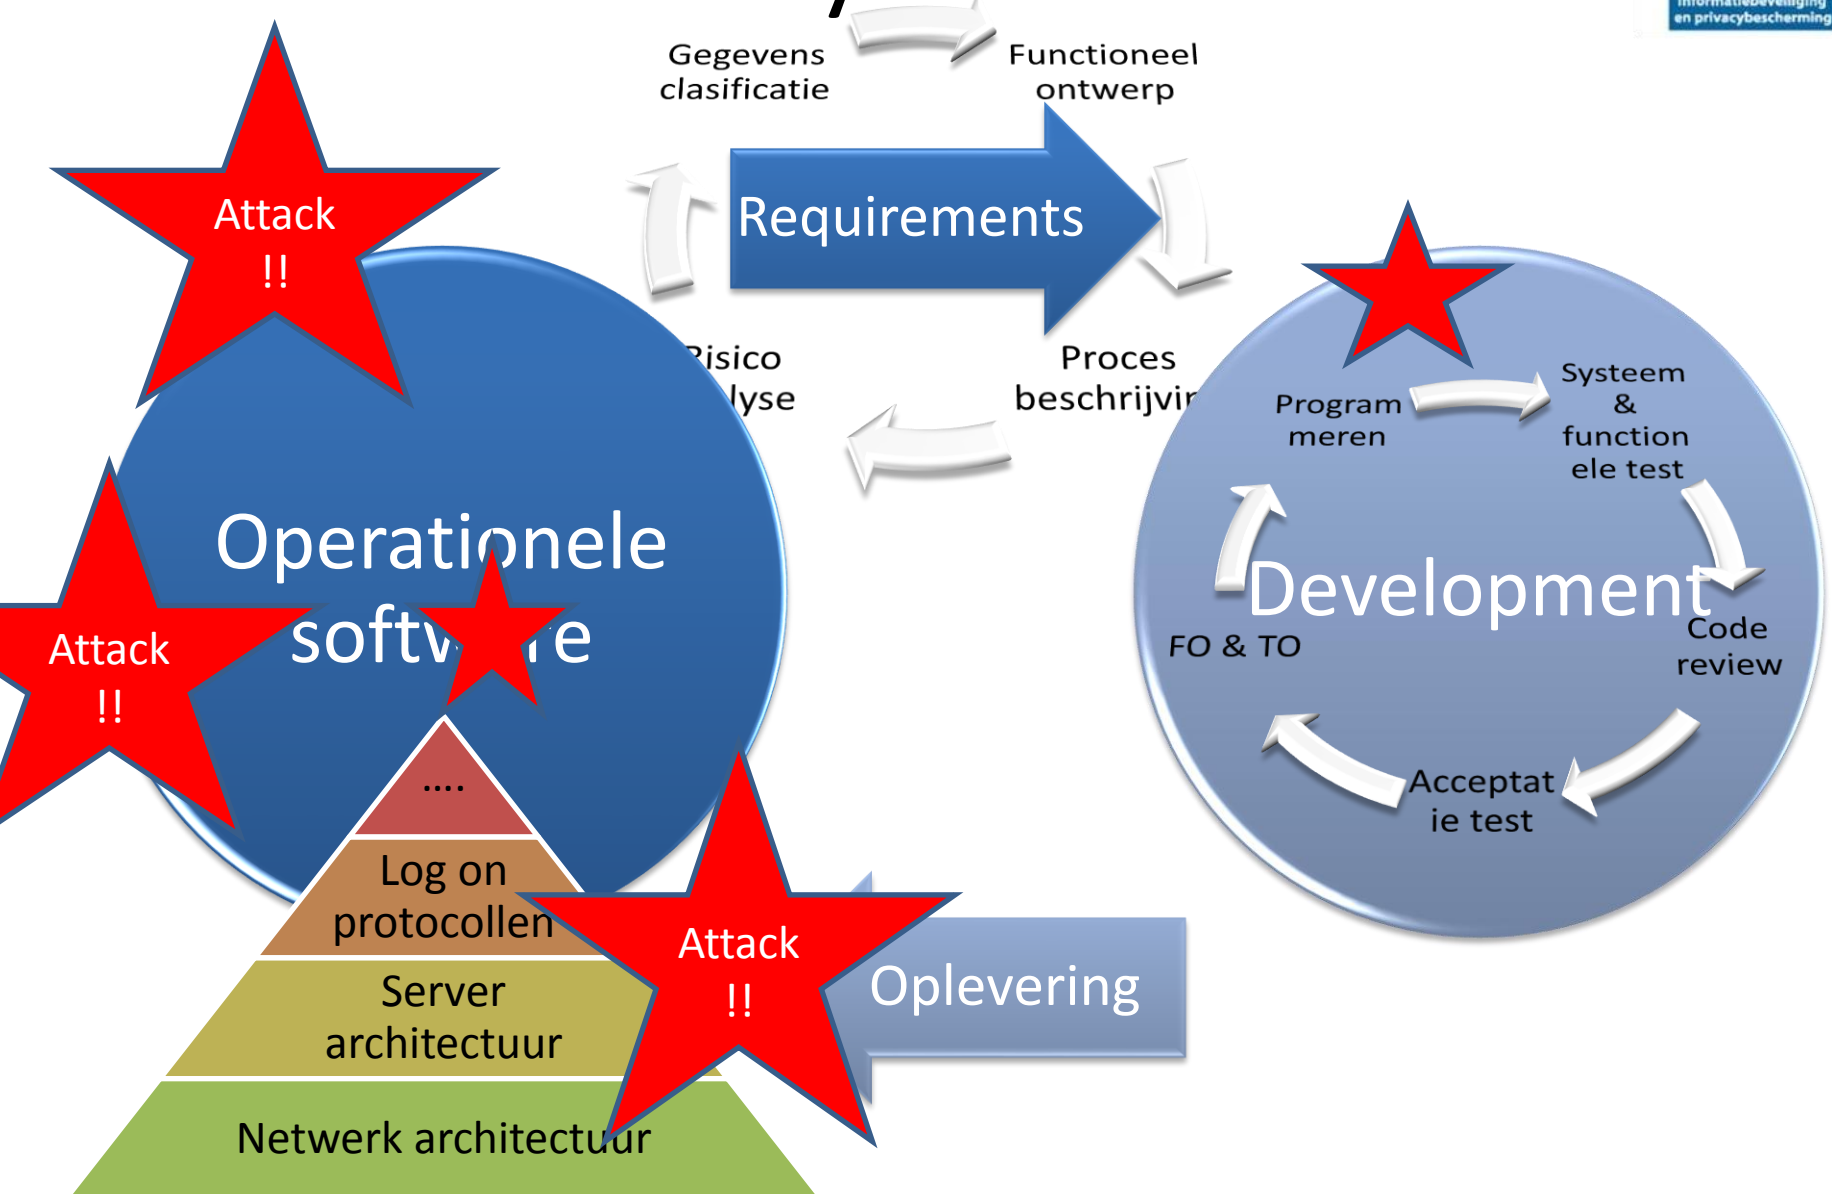 informatiebeveiliging
en privacybescherming
Gegevens
clasificatie
Functioneel
ontwerp
Requirements
Attack
!!
Proces
Program
meren
Systeem
&
function
ele test
Operationele
Development
Attack
!!
FO & TO
Code
review
Acceptat
ie test
....
Log on
protocollen
Server
architectuur
Netwerk architectuur
Attack
!!
Oplevering